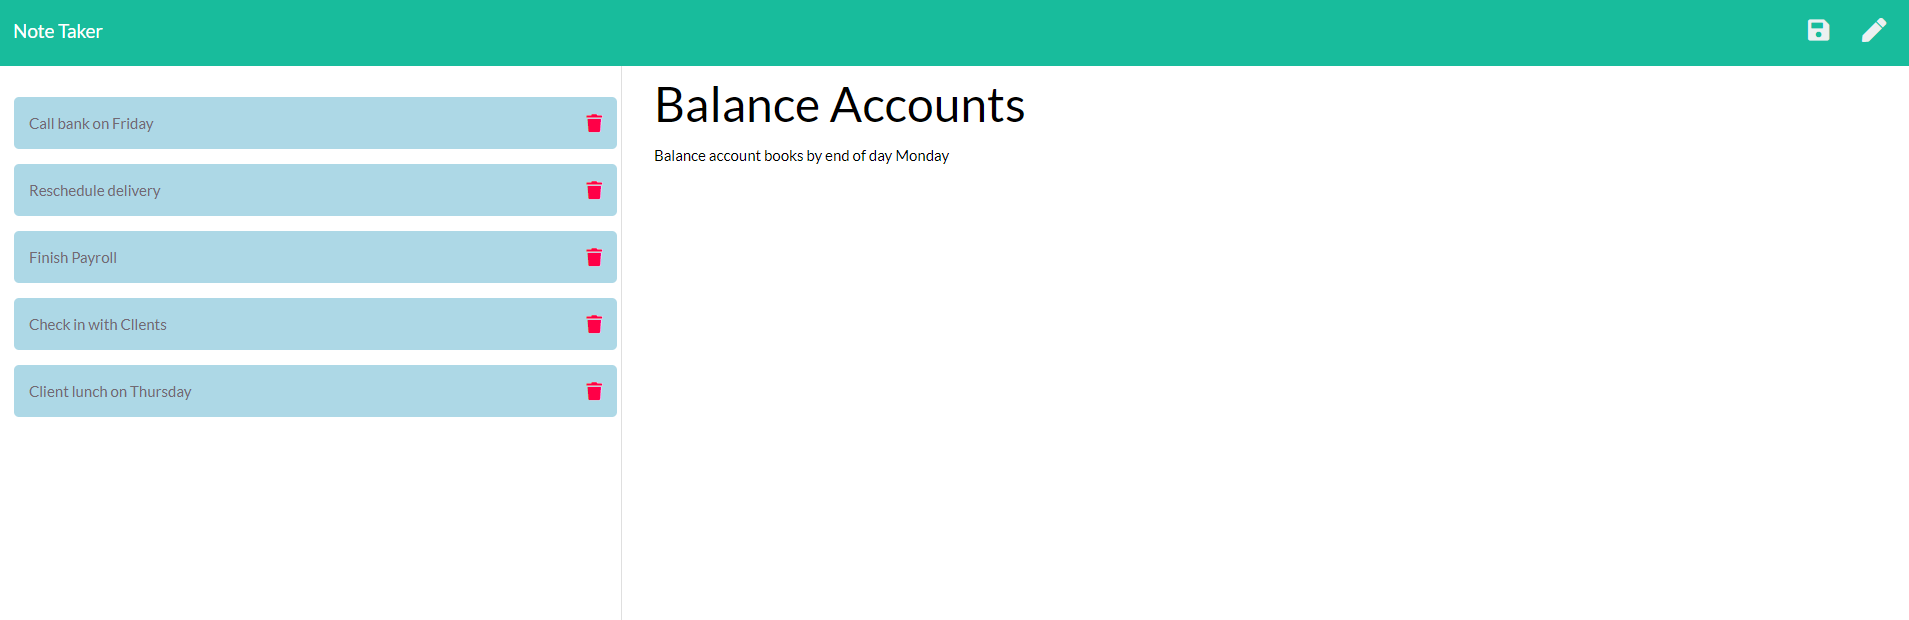 Note Taker
Call bank on Friday
Reschedule delivery
Finish Payroll
Check in with Clients
Client lunch on Thursday
Balance Accounts
Balance account books by end of day Monday